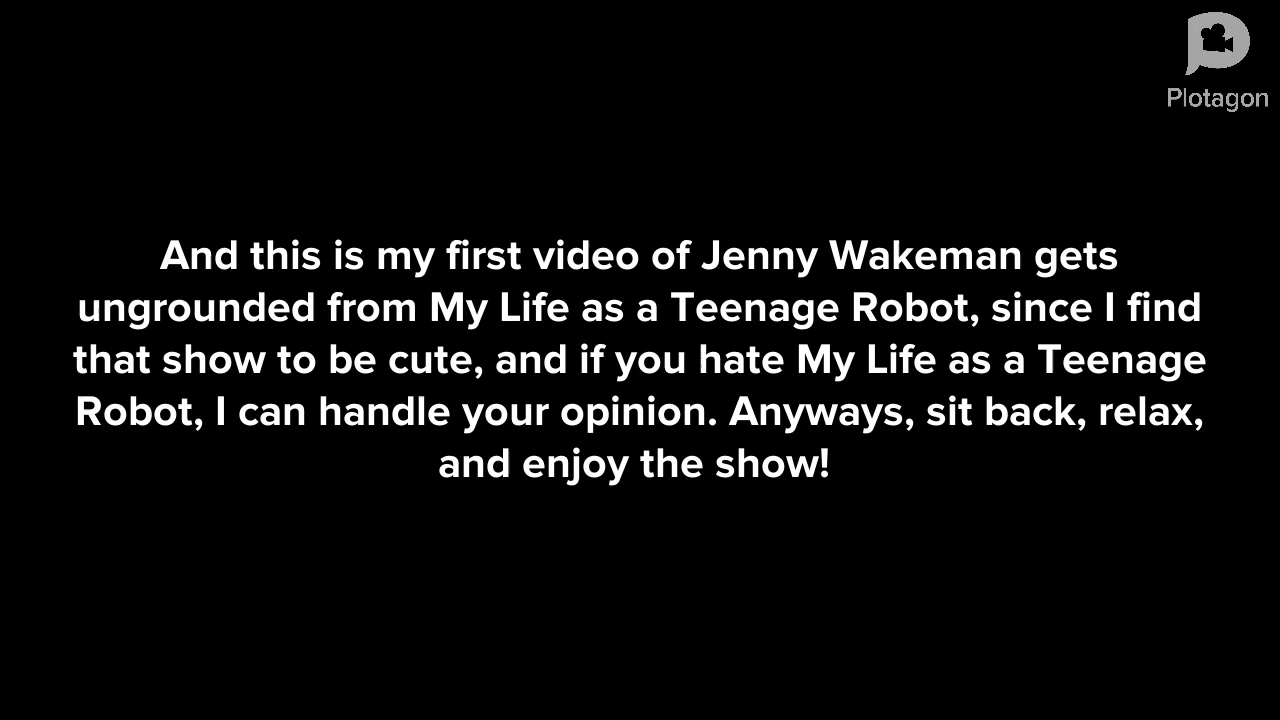 Plotagon
And this is my first video of Jenny Wakeman gets
ungrounded from My Life as a Teenage Robot, since I find
that show to be cute, and if you hate My Life as a Teenage
Robot, I can handle your opinion. Anyways, sit back, relax,
and enjoy the show!